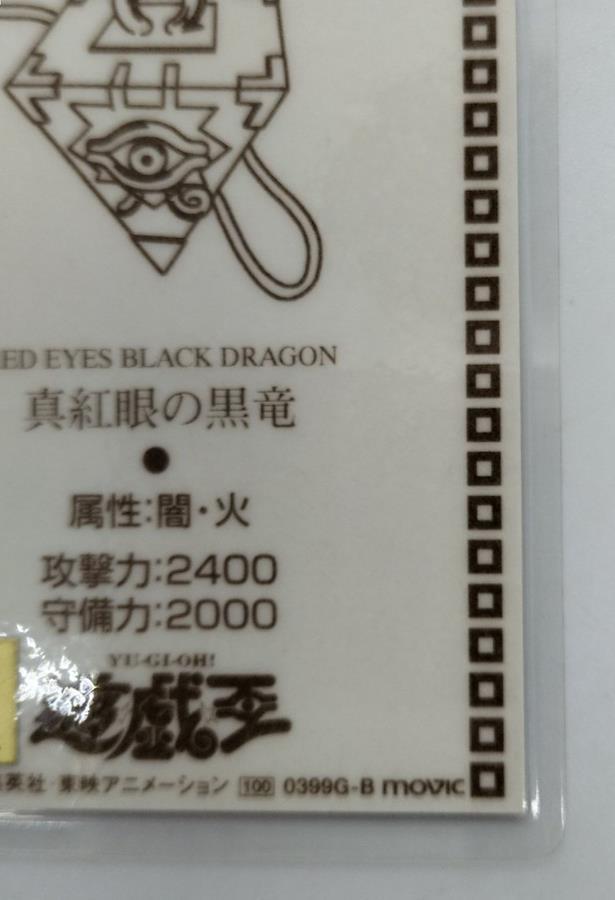 ED EYES BLACK DRAGON
真紅眼の黒竜
●
属性:闇・火
攻撃力:2400
守備力:2000
YU-GI-OH!
遊戯王
英社・東映アニメーション 100 0399G-B movic